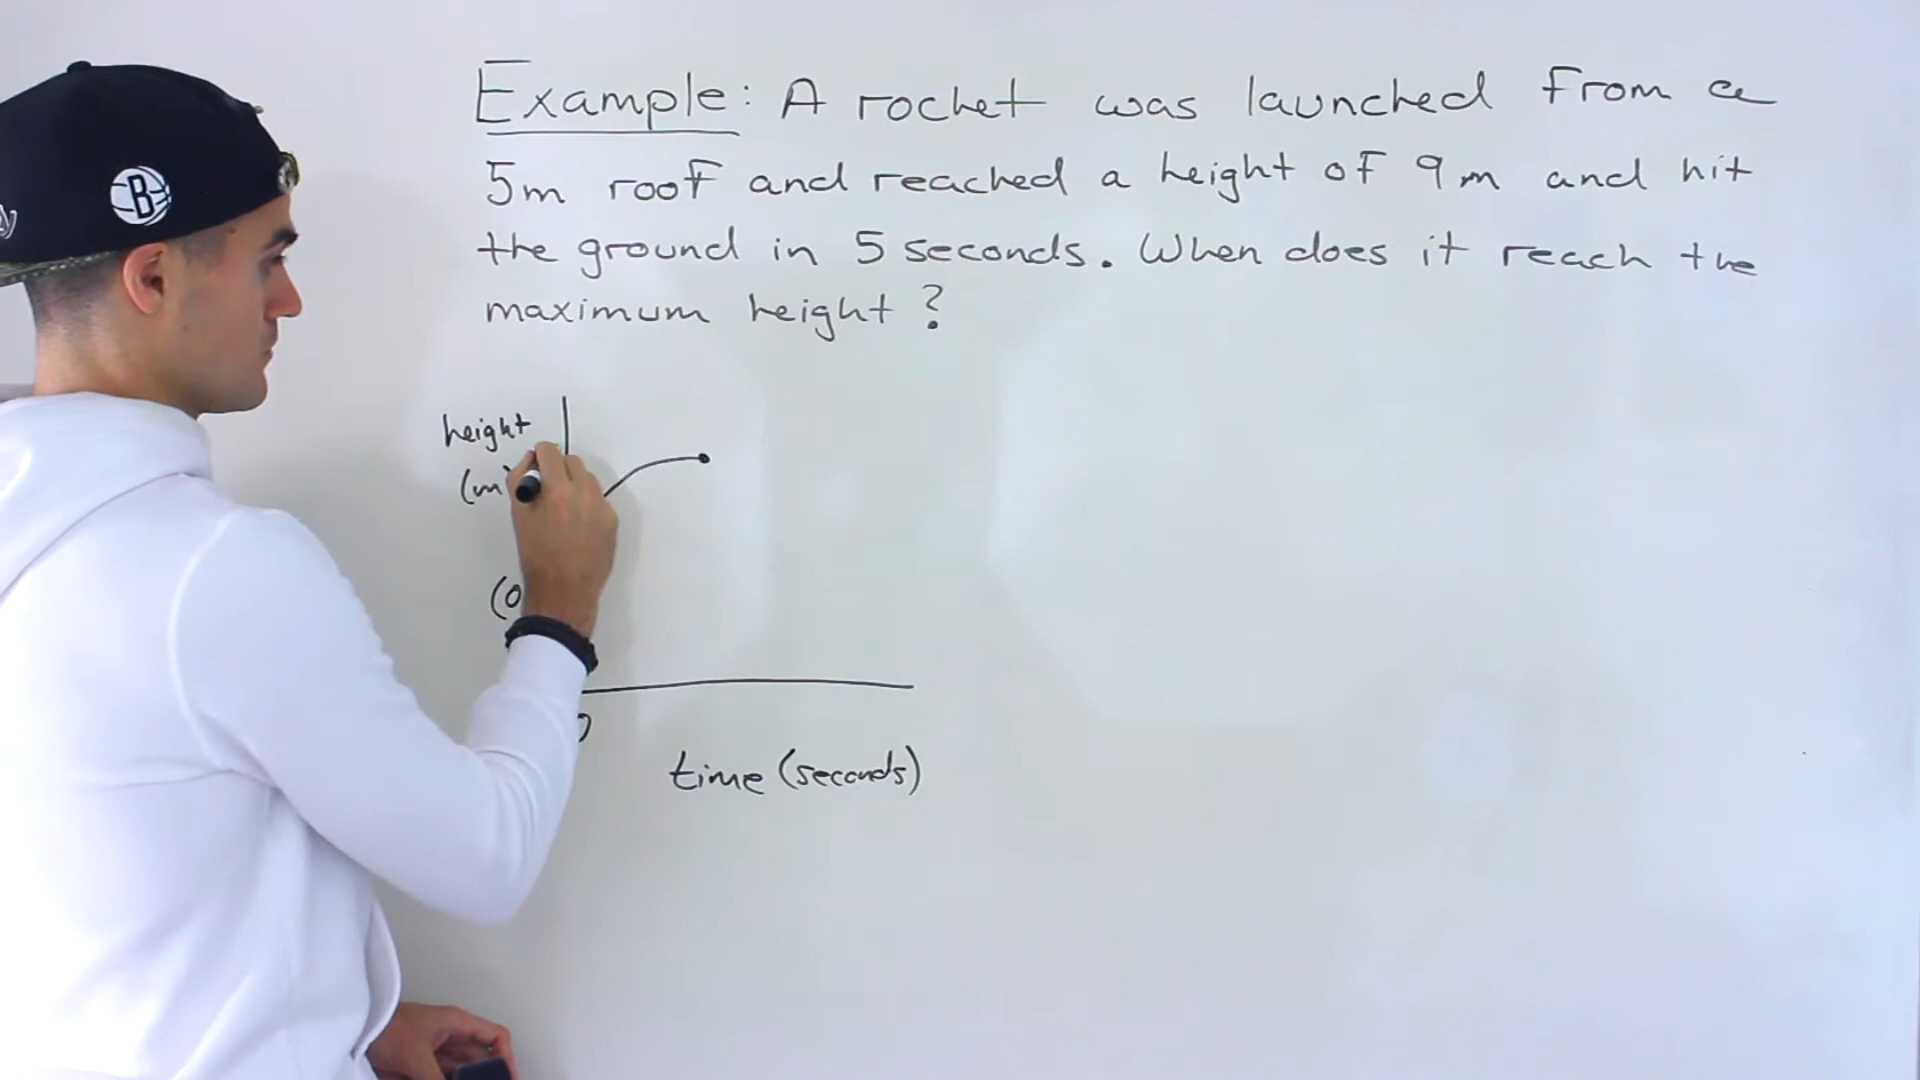 Example: A rocket was launched from a
5m roof and reached a height of 9m and hit
the ground in 5 seconds. When does it reach the
maximum height?
height
(m
(0
0
time (seconds)
B